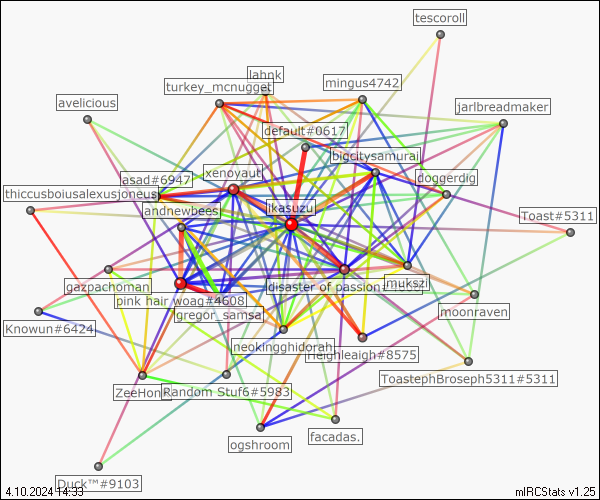 tescoroll
lahnk
turkey_mcnugget
mingus4742
avelicious
jarlbreadmaker
default#0617
bigcitysamurai
xenoyaut
doggerdig
asad#6947
thiccusboiusalexusjoneus
andnewbees
ikasuzu
Toast#5311
gazpachoman
disaster of passion
mukszi
pink hair woag#4608
moonraven
gregor_samsa
Knowun#6424
neokingghidorah
heighleaigh#8575
ToastephBroseph5311#5311
ZeeHon
Random Stuf6#5983
facadas.
ogshroom
Duck™#9103
4.10.2024 14:33
mIRCStats v1.25